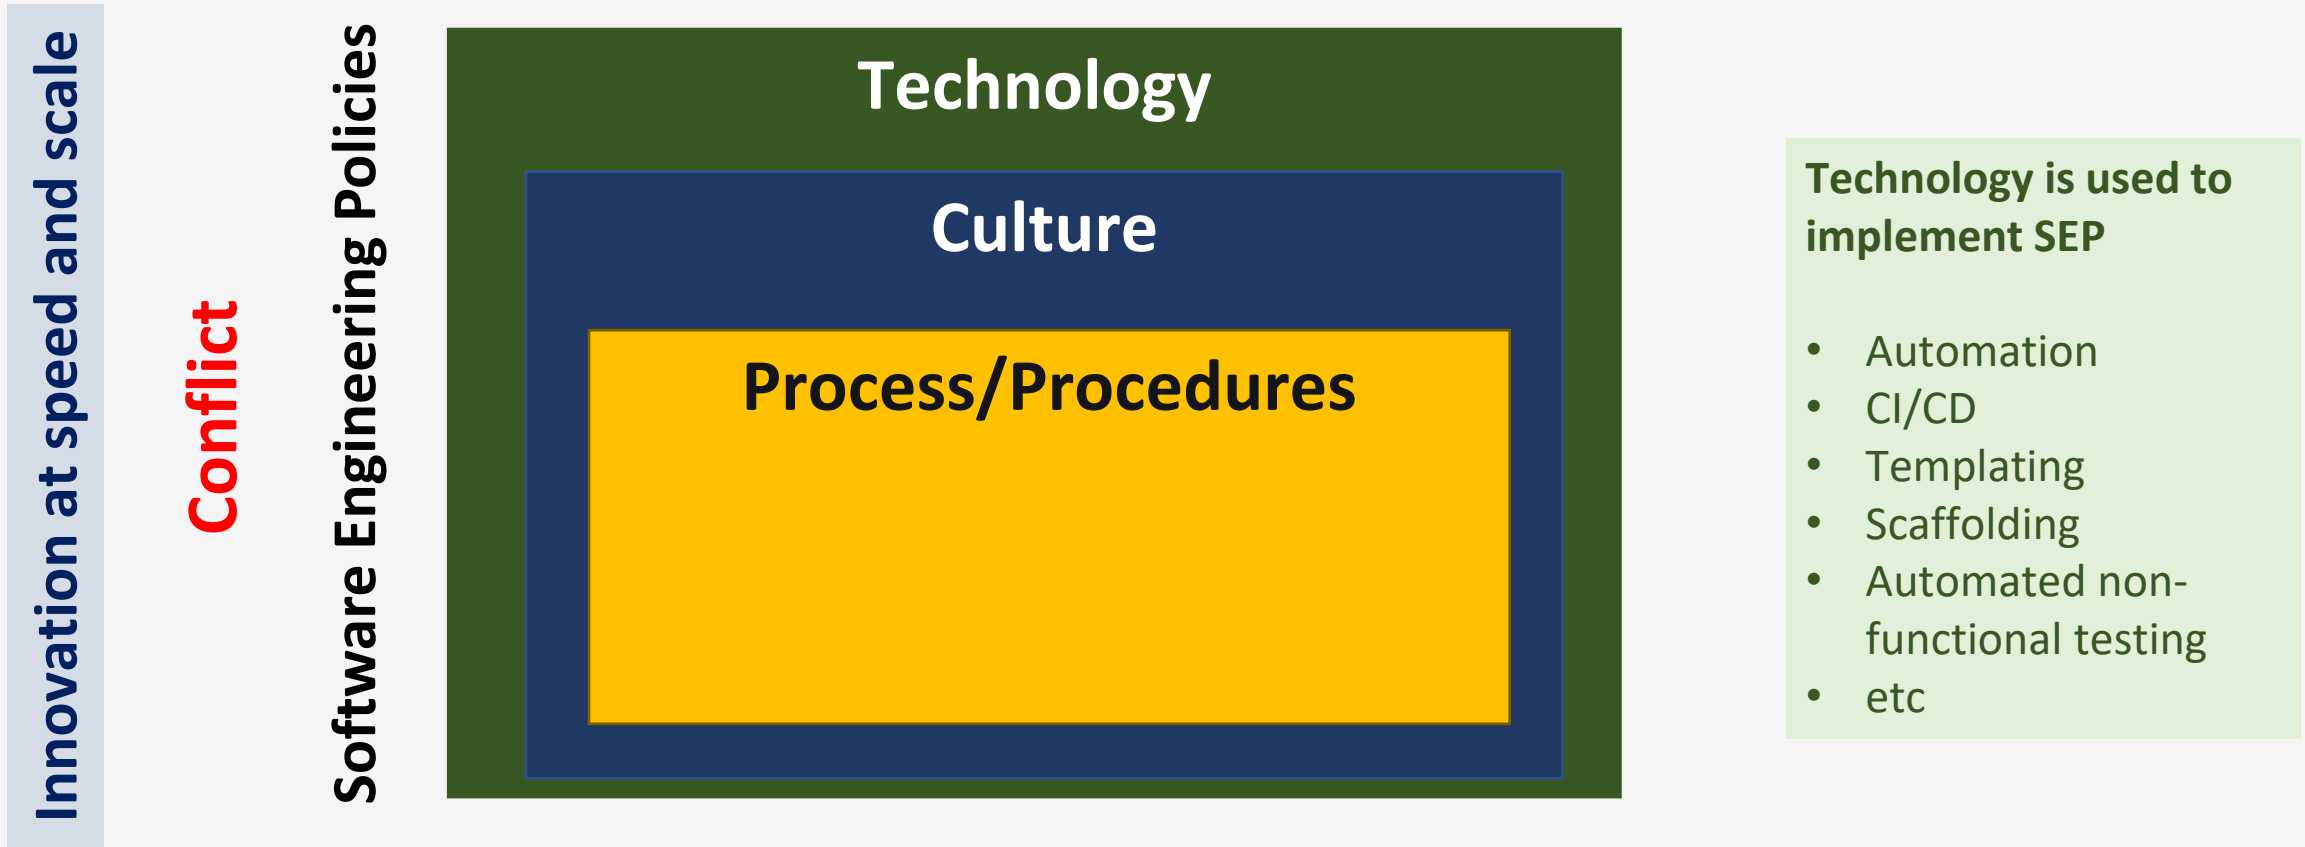 Innovation at speed and scale
Conflict
Software Engineering Policies
Technology
Culture
Process/Procedures
Technology is used to
implement SEP
• Automation
• CI/CD
• Templating
• Scaffolding
• Automated non-
functional testing
• etc